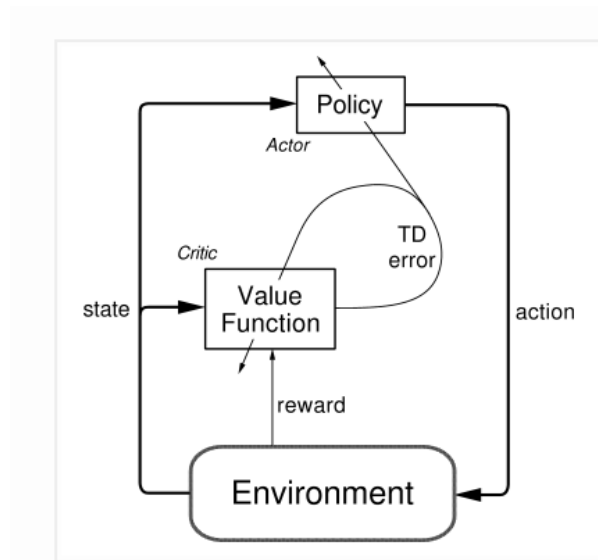 Policy
Actor
TD
error
Critic
Value
Function
state
action
reward
Environment